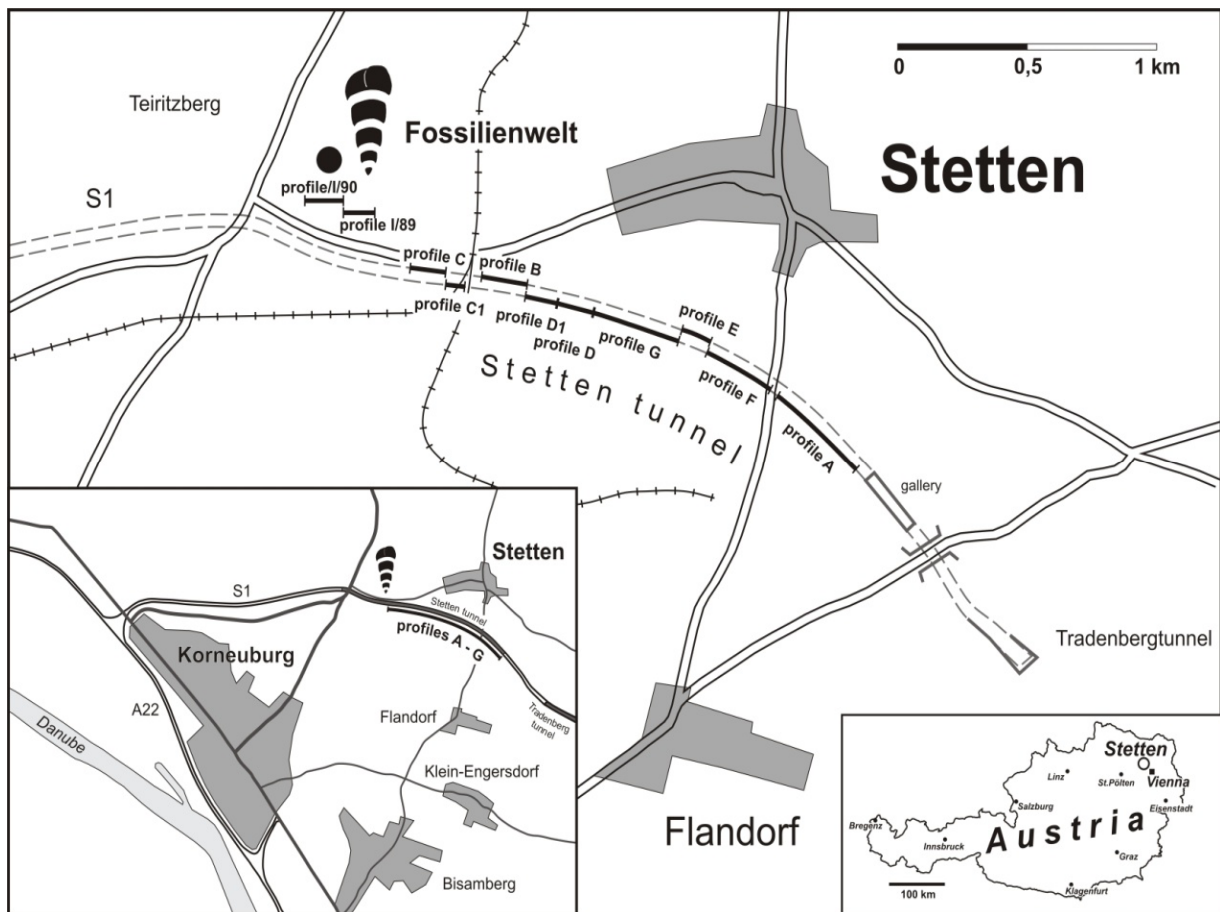 Teiritzberg
Fossilienwelt
0
0,5
1 km
Stetten
profile/I/90
S1
profile I/89
profile C
profile B
profile C1
profile D1
profile D
profile G
profile E
profile F
profile A
Stetten tunnel
gallery
Tradenbergtunnel
Flandorf
S1
Stetten
Stetten tunnel
profiles A - G
Korneuburg
A22
Danube
Flandorf
Tradenberg
tunnel
Klein-Engersdorf
Bisamberg
Stetten
Linz
St.Pölten
Vienna
Salzburg
Eisenstadt
Bregenz
Innsbruck
Austria
Graz
100 km
Klagenfurt